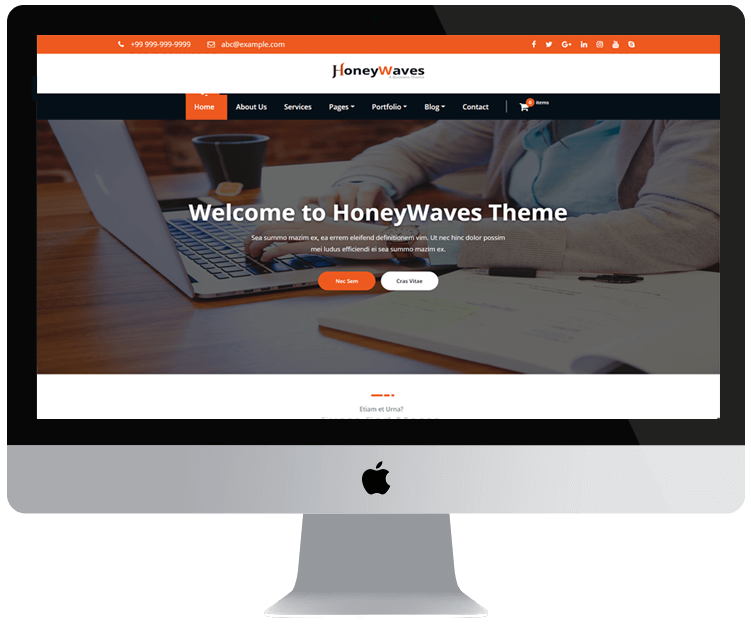 +99 999-999-9999 abc@example.com
HoneyWaves
Home About Us Services Pages Portfolio Blog Contact 0 items
Welcome to HoneyWaves Theme
Sea summo mazim ex, ea errem eleifend definitionem vim. Ut nec hinc dolor possim
mei ludus efficiendi ei sea summo mazim ex.
Nec Sem Cras Vitae
Etiam et Urna?